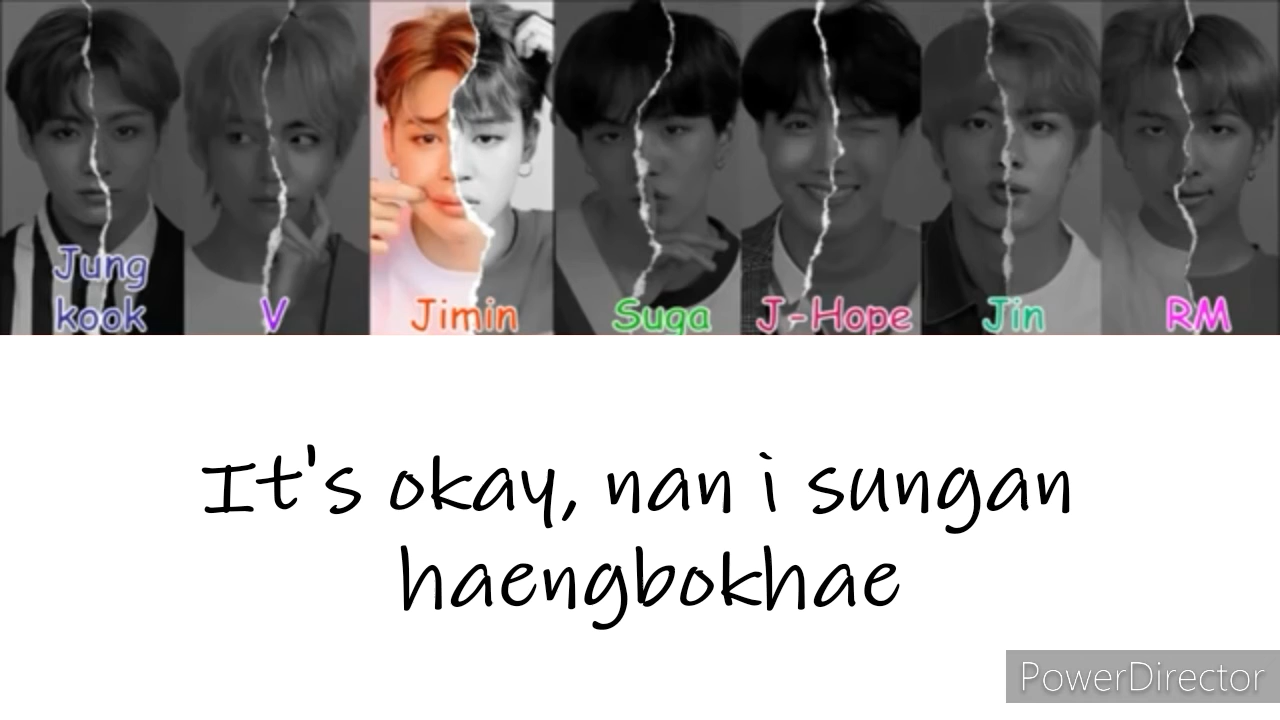 Jung
kook
V
Jimin
Suga
J-Hope
Jin
RM
It's okay, nan i sungan
haengbokhae
PowerDirector